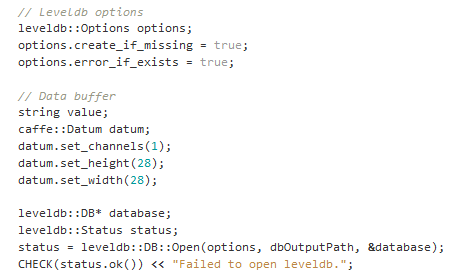 // Leveldb options
leveldb::Options options;
options.create_if_missing = true;
options.error_if_exists = true;

// Data buffer
string value;
caffe::Datum datum;
datum.set_channels(1);
datum.set_height(28);
datum.set_width(28);

leveldb::DB* database;
leveldb::Status status;
status = leveldb::DB::Open(options, dbOutputPath, &database);
CHECK(status.ok()) << "Failed to open leveldb.";